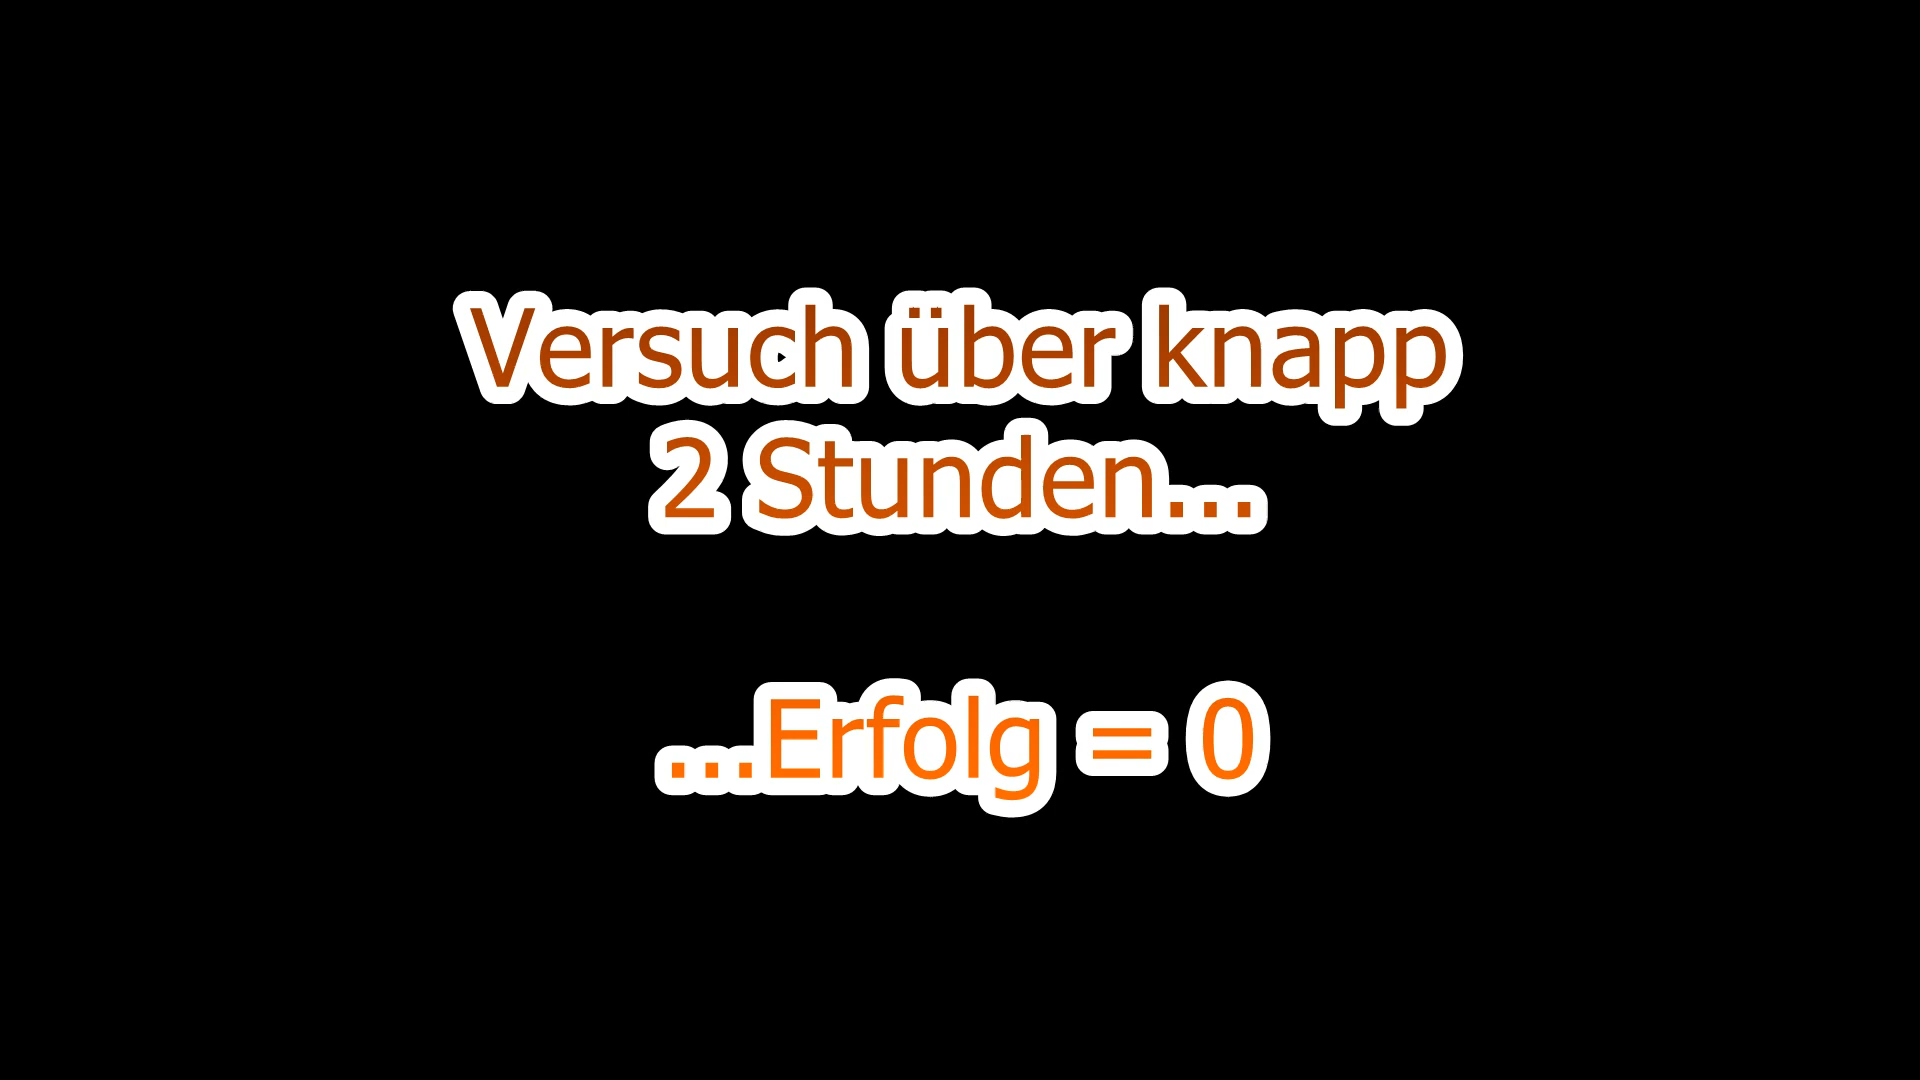 Versuch über knapp
2 Stunden...
...Erfolg = 0